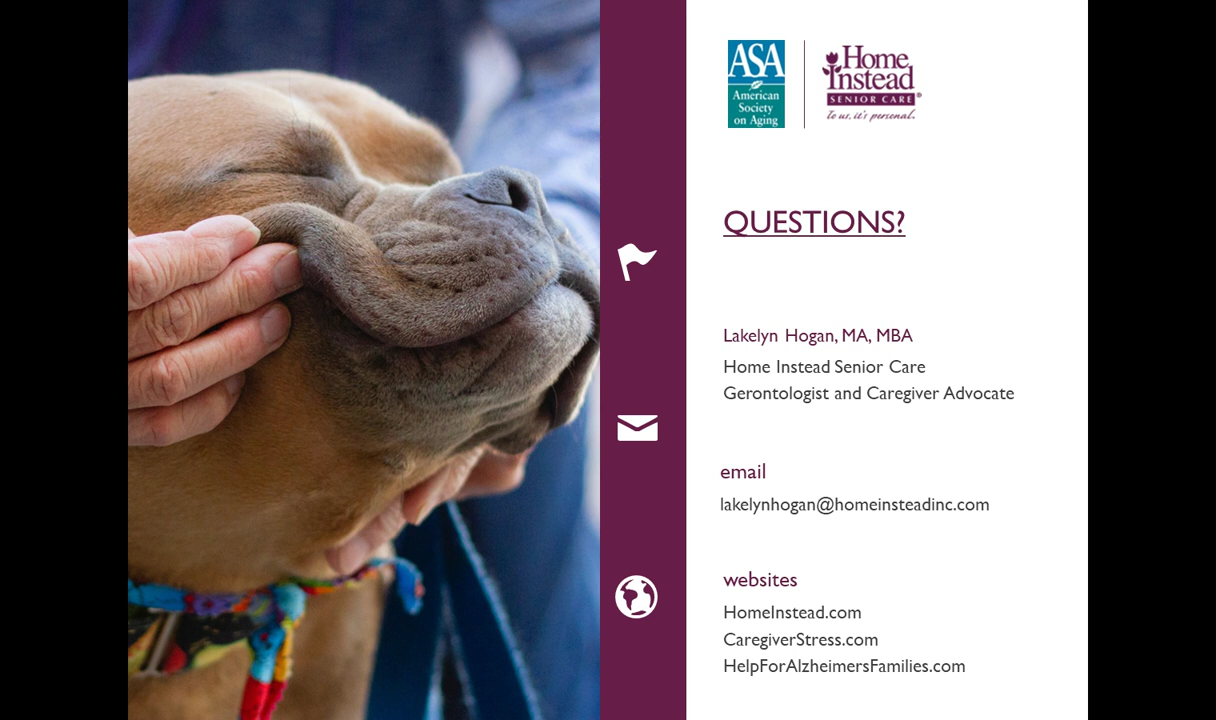 ASA
American
Society
on Aging
Home
Instead®
SENIOR CARE
to us, it's personal.
QUESTIONS?
Lakelyn Hogan, MA, MBA
Home Instead Senior Care
Gerontologist and Caregiver Advocate
email
lakelynhogan@homeinsteadinc.com
websites
HomeInstead.com
CaregiverStress.com
HelpForAlzheimersFamilies.com